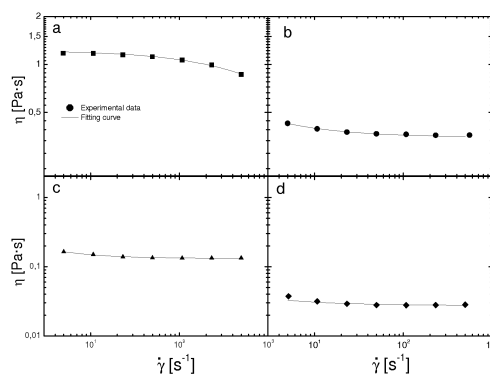 a
b
2
1,5
1
0,5
η [Pa·s]
Experimental data
Fitting curve
c
d
1
0,1
0,01
η [Pa·s]
10¹
10²
10³
10¹
10²
γ̇ [s⁻¹]
γ̇ [s⁻¹]